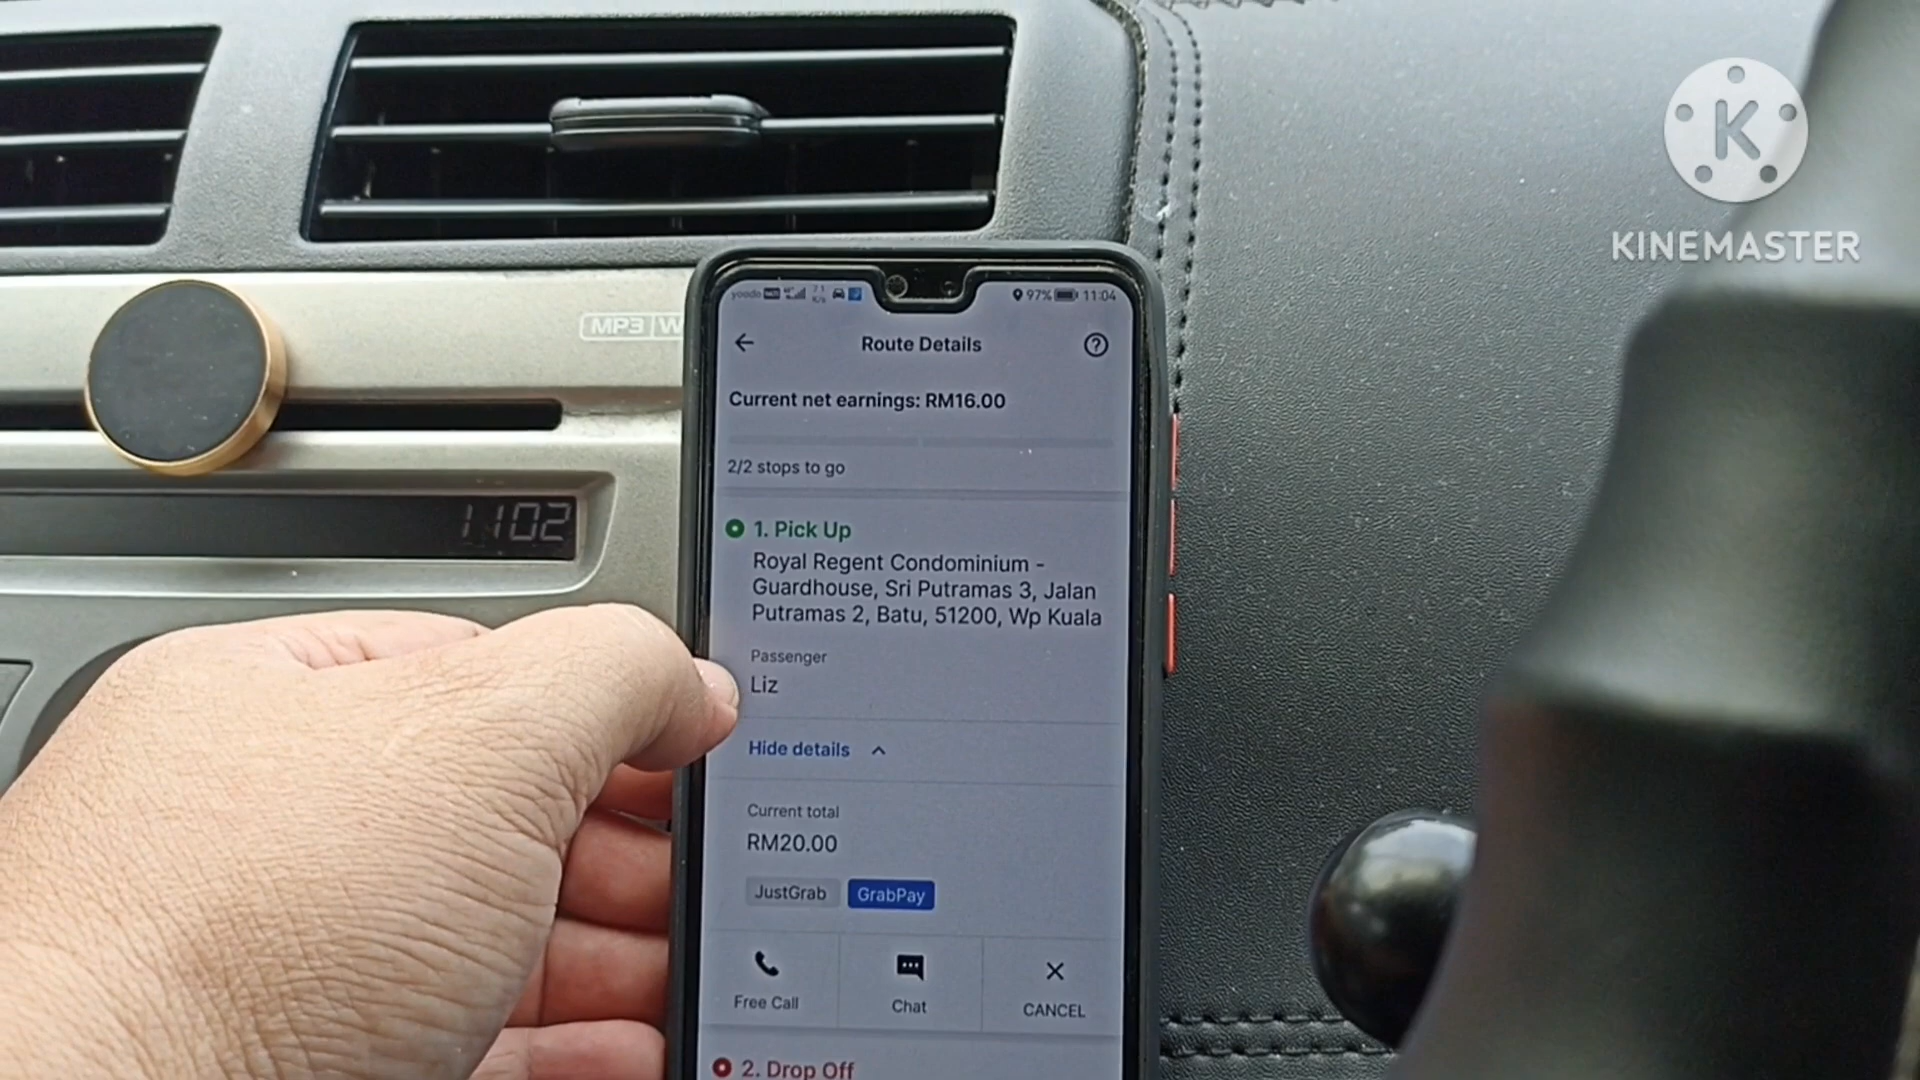 K
KINEMASTER
MP3 W
1102
yoodo 97% 11:04
Route Details
Current net earnings: RM16.00
2/2 stops to go
1. Pick Up
Royal Regent Condominium -
Guardhouse, Sri Putramas 3, Jalan
Putramas 2, Batu, 51200, Wp Kuala
Passenger
Liz
Hide details
Current total
RM20.00
JustGrab GrabPay
Free Call Chat CANCEL
2. Drop Off